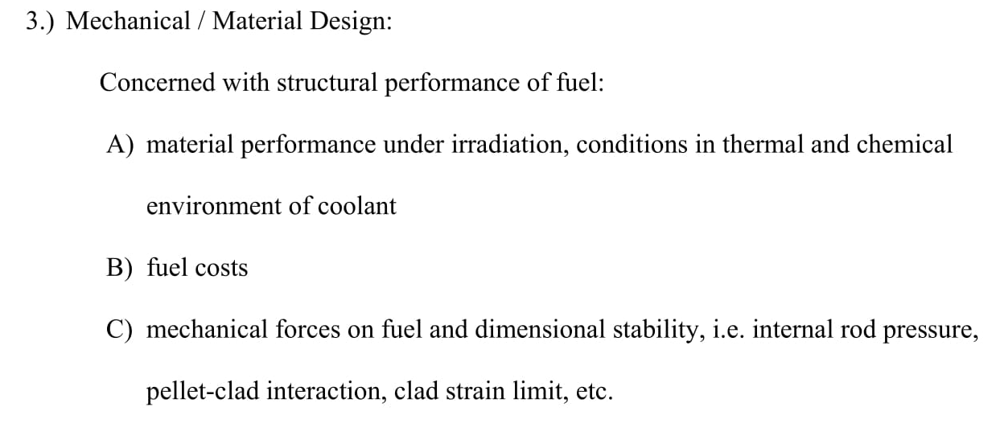 3.) Mechanical / Material Design:
Concerned with structural performance of fuel:
A) material performance under irradiation, conditions in thermal and chemical
environment of coolant
B) fuel costs
C) mechanical forces on fuel and dimensional stability, i.e. internal rod pressure,
pellet-clad interaction, clad strain limit, etc.